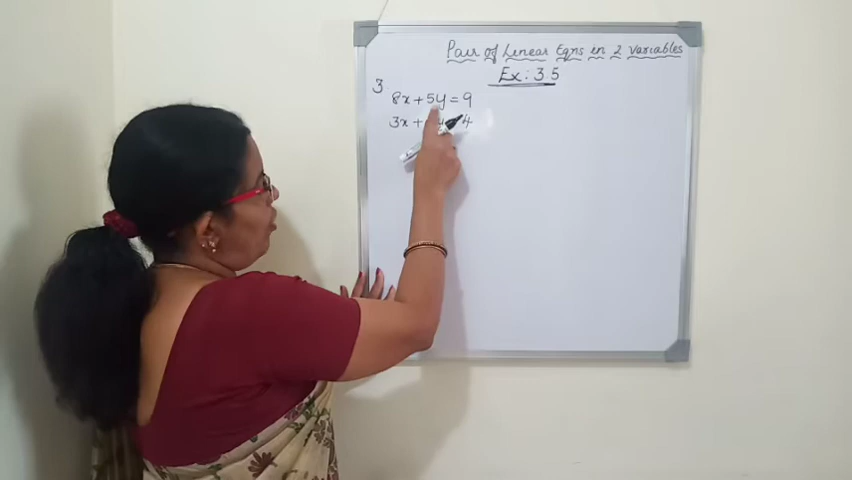 Pair of Linear Eqns in 2 variables
Ex: 3.5
3
8x + 5y = 9
3x + y 4